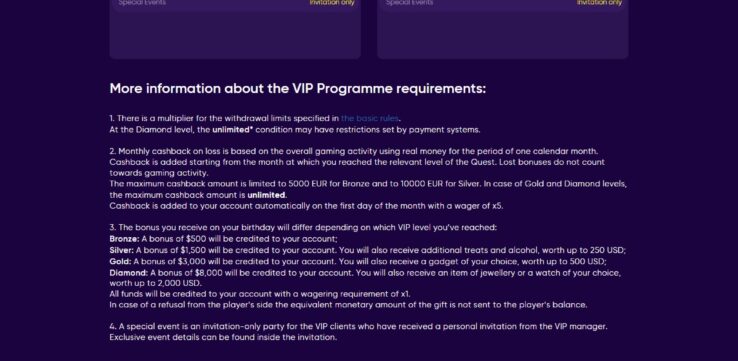 Special Events Invitation only
Special Events Invitation only
More information about the VIP Programme requirements:
1. There is a multiplier for the withdrawal limits specified in the basic rules.
At the Diamond level, the unlimited* condition may have restrictions set by payment systems.
2. Monthly cashback on loss is based on the overall gaming activity using real money for the period of one calendar month.
Cashback is added starting from the month at which you reached the relevant level of the Quest. Lost bonuses do not count
towards gaming activity.
The maximum cashback amount is limited to 5000 EUR for Bronze and to 10000 EUR for Silver. In case of Gold and Diamond levels,
the maximum cashback amount is unlimited.
Cashback is added to your account automatically on the first day of the month with a wager of x5.
3. The bonus you receive on your birthday will differ depending on which VIP level you've reached:
Bronze: A bonus of $500 will be credited to your account;
Silver: A bonus of $1,500 will be credited to your account. You will also receive additional treats and alcohol, worth up to 250 USD;
Gold: A bonus of $3,000 will be credited to your account. You will also receive a gadget of your choice, worth up to 500 USD;
Diamond: A bonus of $8,000 will be credited to your account. You will also receive an item of jewellery or a watch of your choice,
worth up to 2,000 USD.
All funds will be credited to your account with a wagering requirement of x1.
In case of a refusal from the player's side the equivalent monetary amount of the gift is not sent to the player's balance.
4. A special event is an invitation-only party for the VIP clients who have received a personal invitation from the VIP manager.
Exclusive event details can be found inside the invitation.